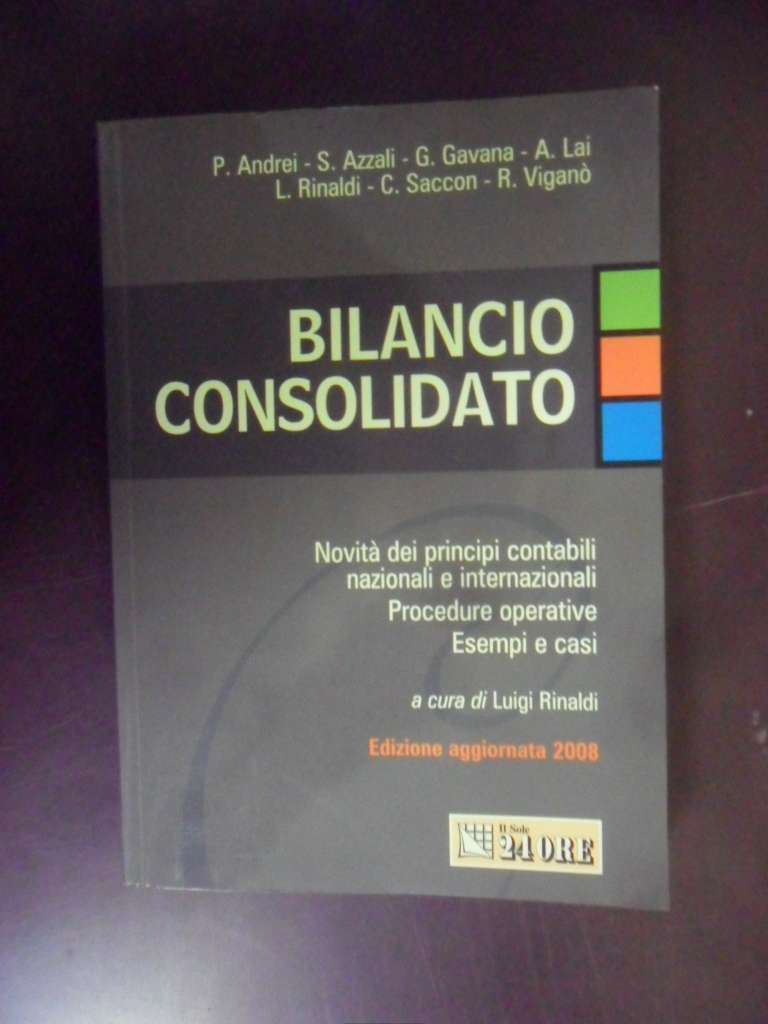 P. Andrei - S. Azzali - G. Gavana - A. Lai
L. Rinaldi - C. Saccon - R. Viganò
BILANCIO
CONSOLIDATO
Novità dei principi contabili
nazionali e internazionali
Procedure operative
Esempi e casi
a cura di Luigi Rinaldi
Edizione aggiornata 2008
Il Sole
24 ORE